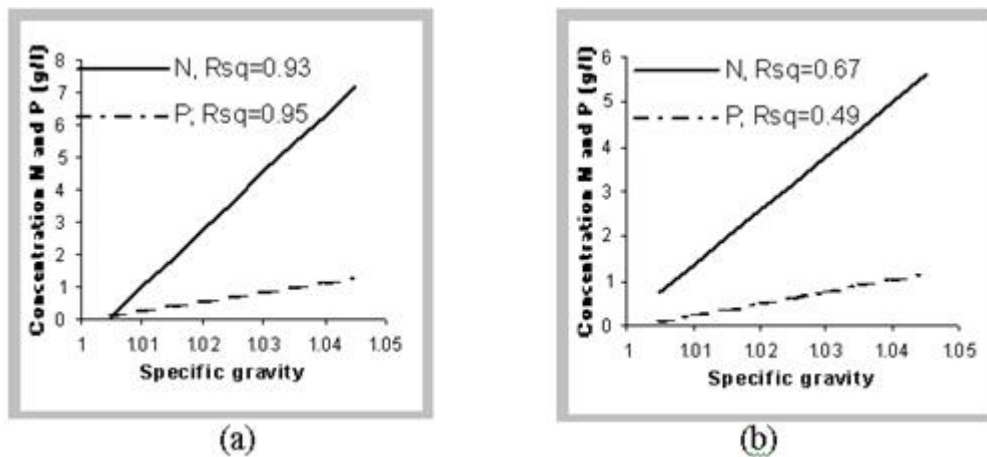 8
7
6
5
4
3
2
1
0
Concentration N and P (g/l)
N, Rsq=0.93
P, Rsq=0.95
1 1.01 1.02 1.03 1.04 1.05
Specific gravity
(a)
6
5
4
3
2
1
0
Concentration N and P (g/l)
N, Rsq=0.67
P, Rsq=0.49
1 1.01 1.02 1.03 1.04 1.05
Specific gravity
(b)